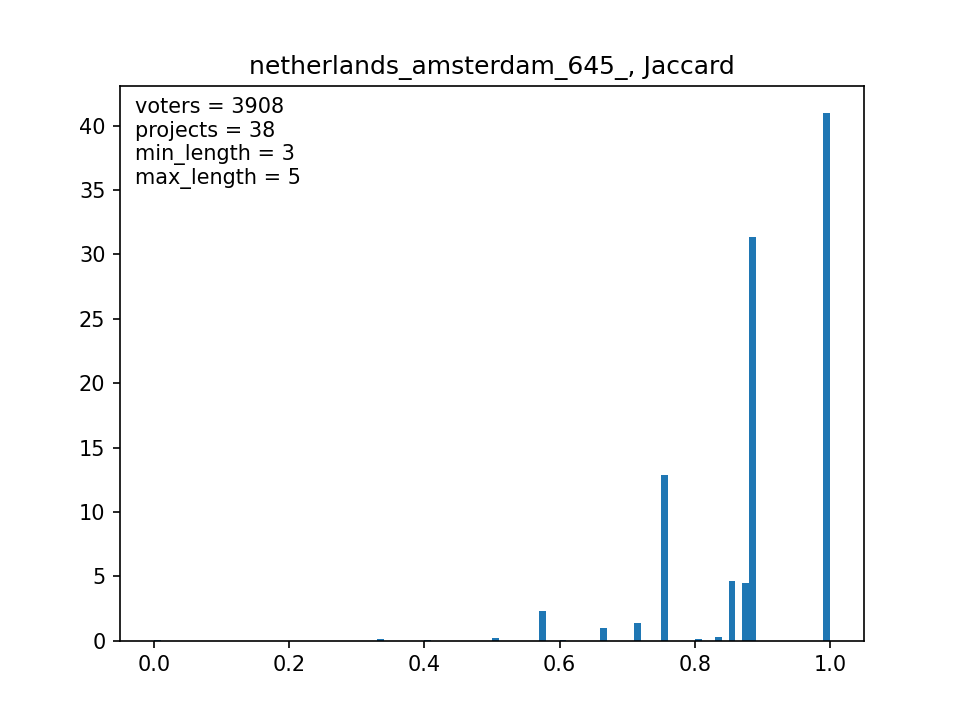 netherlands_amsterdam_645_, Jaccard
voters = 3908
projects = 38
min_length = 3
max_length = 5
40
35
30
25
20
15
10
5
0
0.0 0.2 0.4 0.6 0.8 1.0